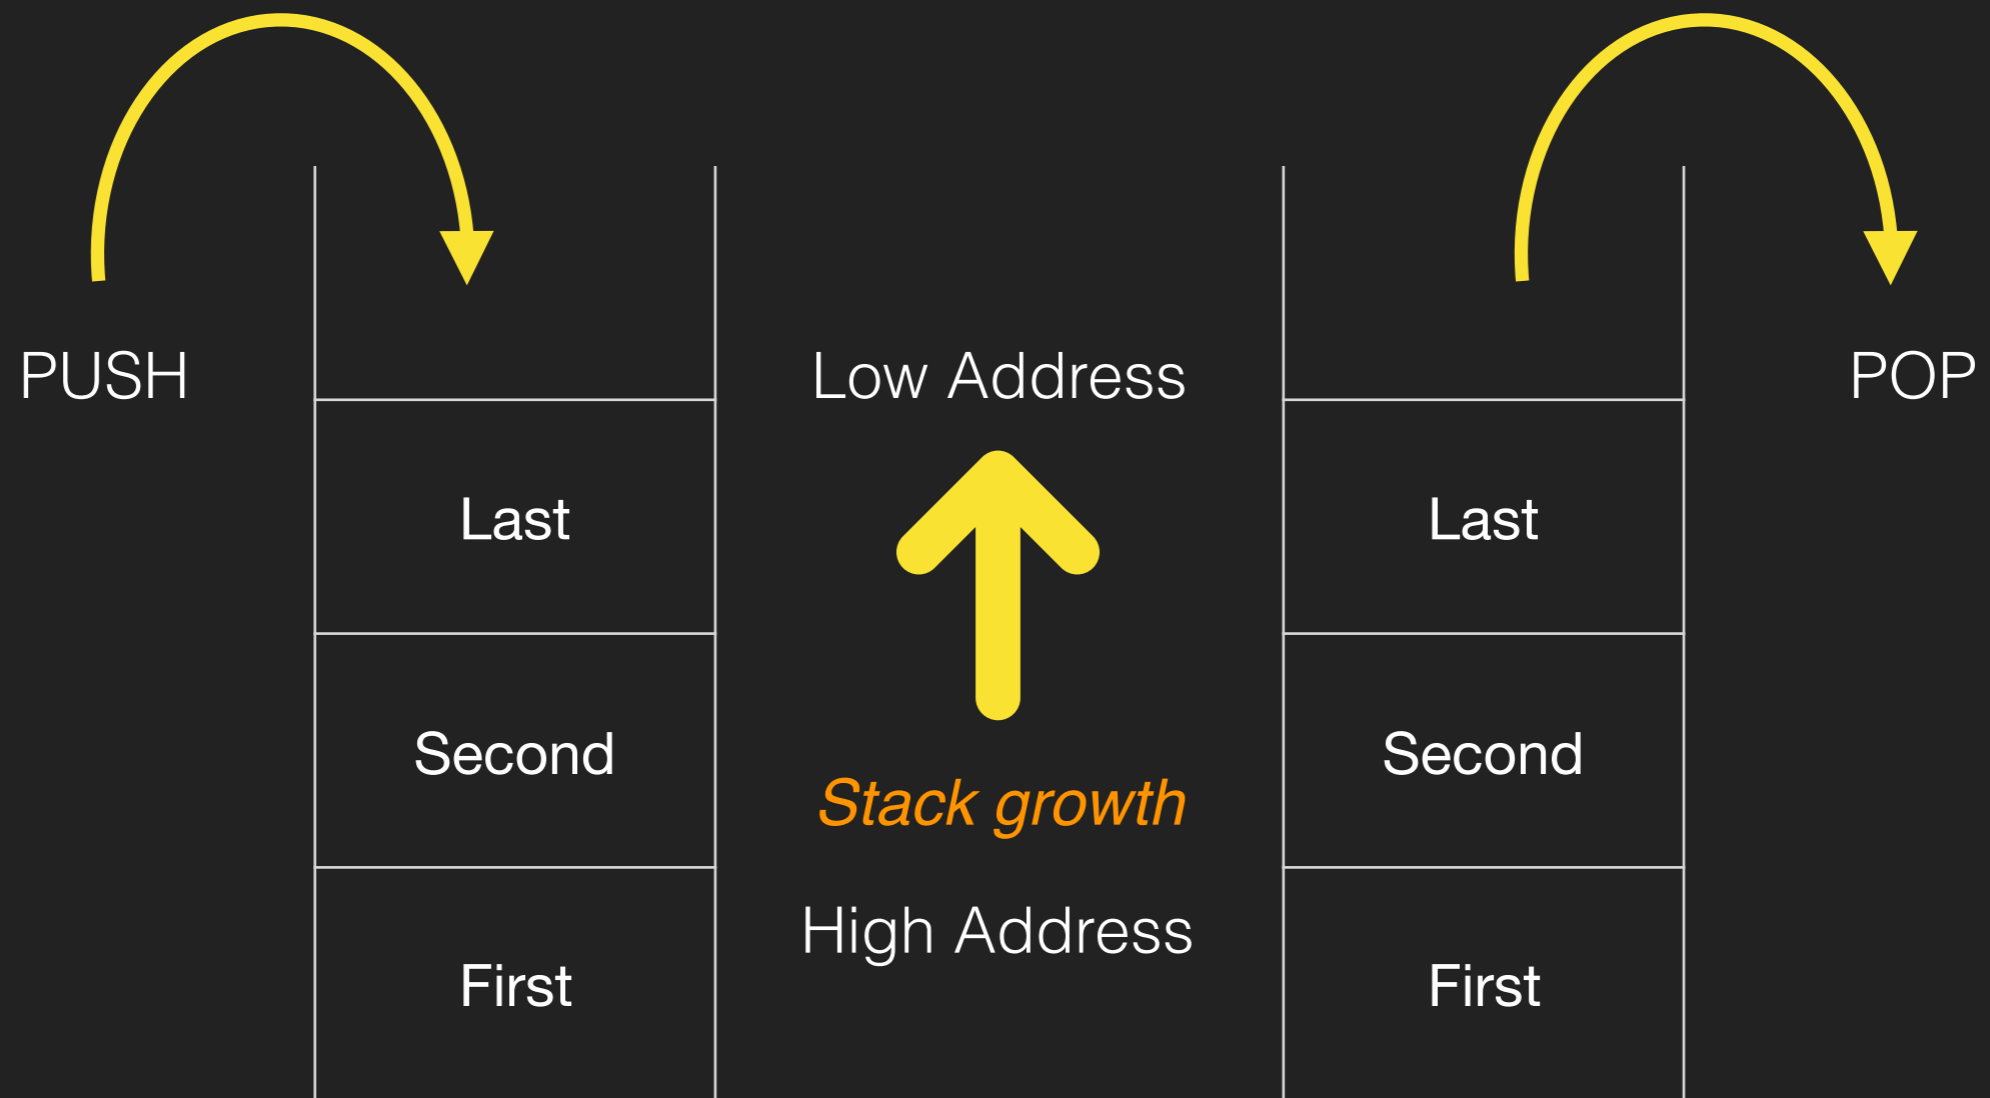 PUSH
Low Address
POP
Last
Last
Second
Second
Stack growth
High Address
First
First